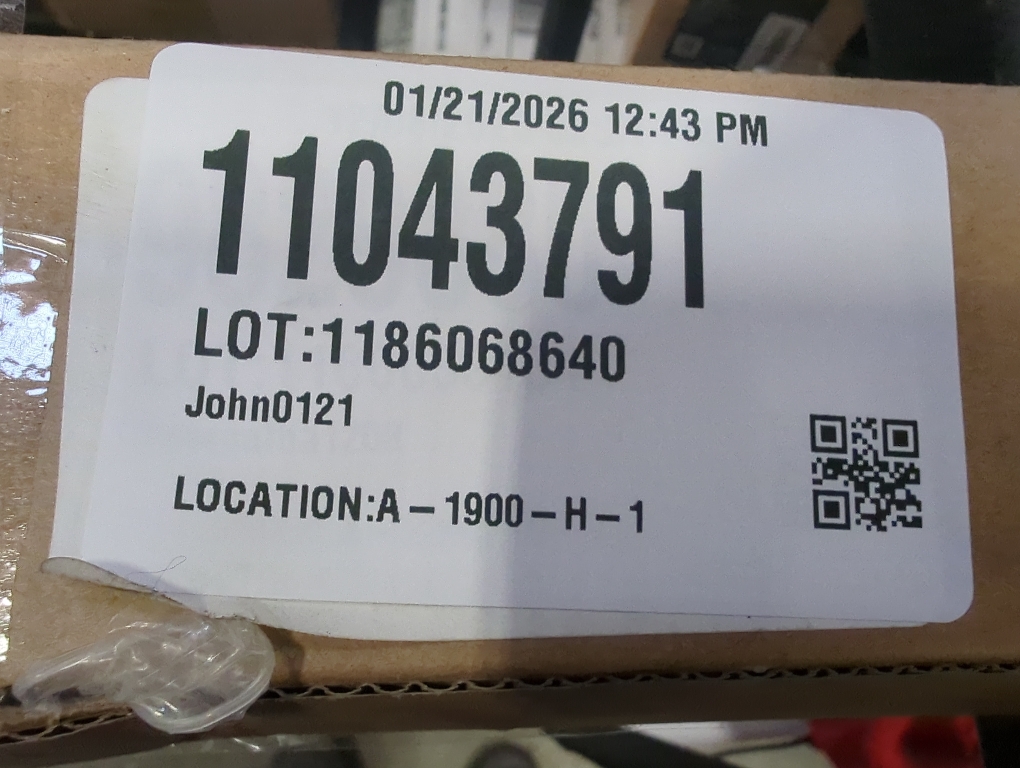 01/21/2026 12:43 PM
11043791
LOT:1186068640
John0121
LOCATION:A – 1900 – H – 1